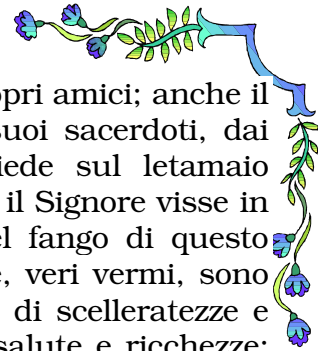 opri amici; anche il
suoi sacerdoti, dai
iede sul letamaio
il Signore visse in
el fango di questo
e, veri vermi, sono
di scelleratezze e
salute e ricchezze: